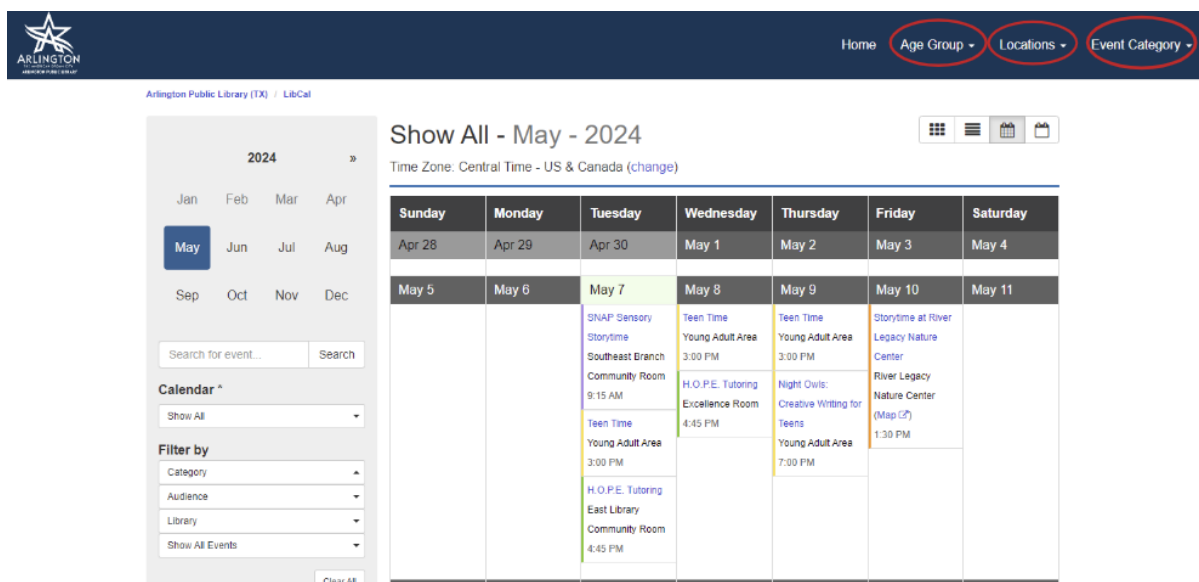 ARLINGTON
ARLINGTON PUBLIC LIBRARY
Home Age Group Locations Event Category
Arlington Public Library (TX) / LibCal
2024 »
Jan Feb Mar Apr
May Jun Jul Aug
Sep Oct Nov Dec
Search for event... Search
Calendar ^
Show All
Filter by
Category
Audience
Library
Show All Events
Clear All
Show All - May - 2024
Time Zone: Central Time - US & Canada (change)
Sunday Monday Tuesday Wednesday Thursday Friday Saturday
Apr 28 Apr 29 Apr 30 May 1 May 2 May 3 May 4
May 5 May 6 May 7 May 8 May 9 May 10 May 11
SNAP Sensory
Storytime
Southeast Branch
Community Room
9:15 AM
Teen Time
Young Adult Area
3:00 PM
H.O.P.E. Tutoring
East Library
Community Room
4:45 PM
Teen Time
Young Adult Area
3:00 PM
H.O.P.E. Tutoring
Excellence Room
4:45 PM
Teen Time
Young Adult Area
3:00 PM
Night Owls:
Creative Writing for
Teens
Young Adult Area
7:00 PM
Storytime at River
Legacy Nature
Center
River Legacy
Nature Center
(Map)
1:30 PM